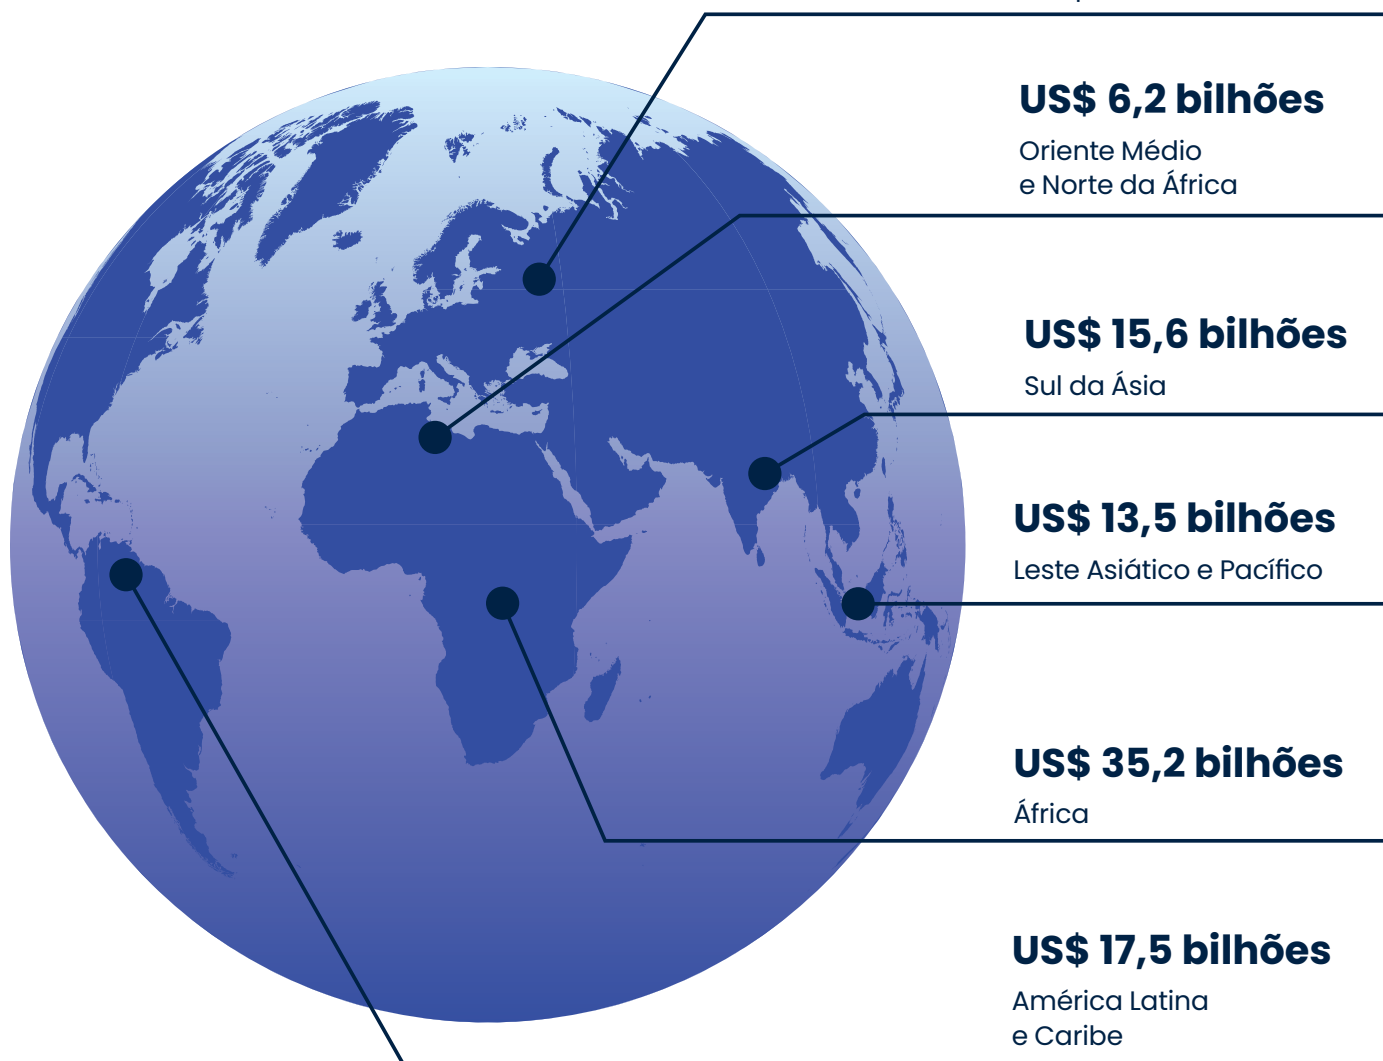 US$ 6,2 bilhões
Oriente Médio
e Norte da África
US$ 15,6 bilhões
Sul da Ásia
US$ 13,5 bilhões
Leste Asiático e Pacífico
US$ 35,2 bilhões
África
US$ 17,5 bilhões
América Latina
e Caribe